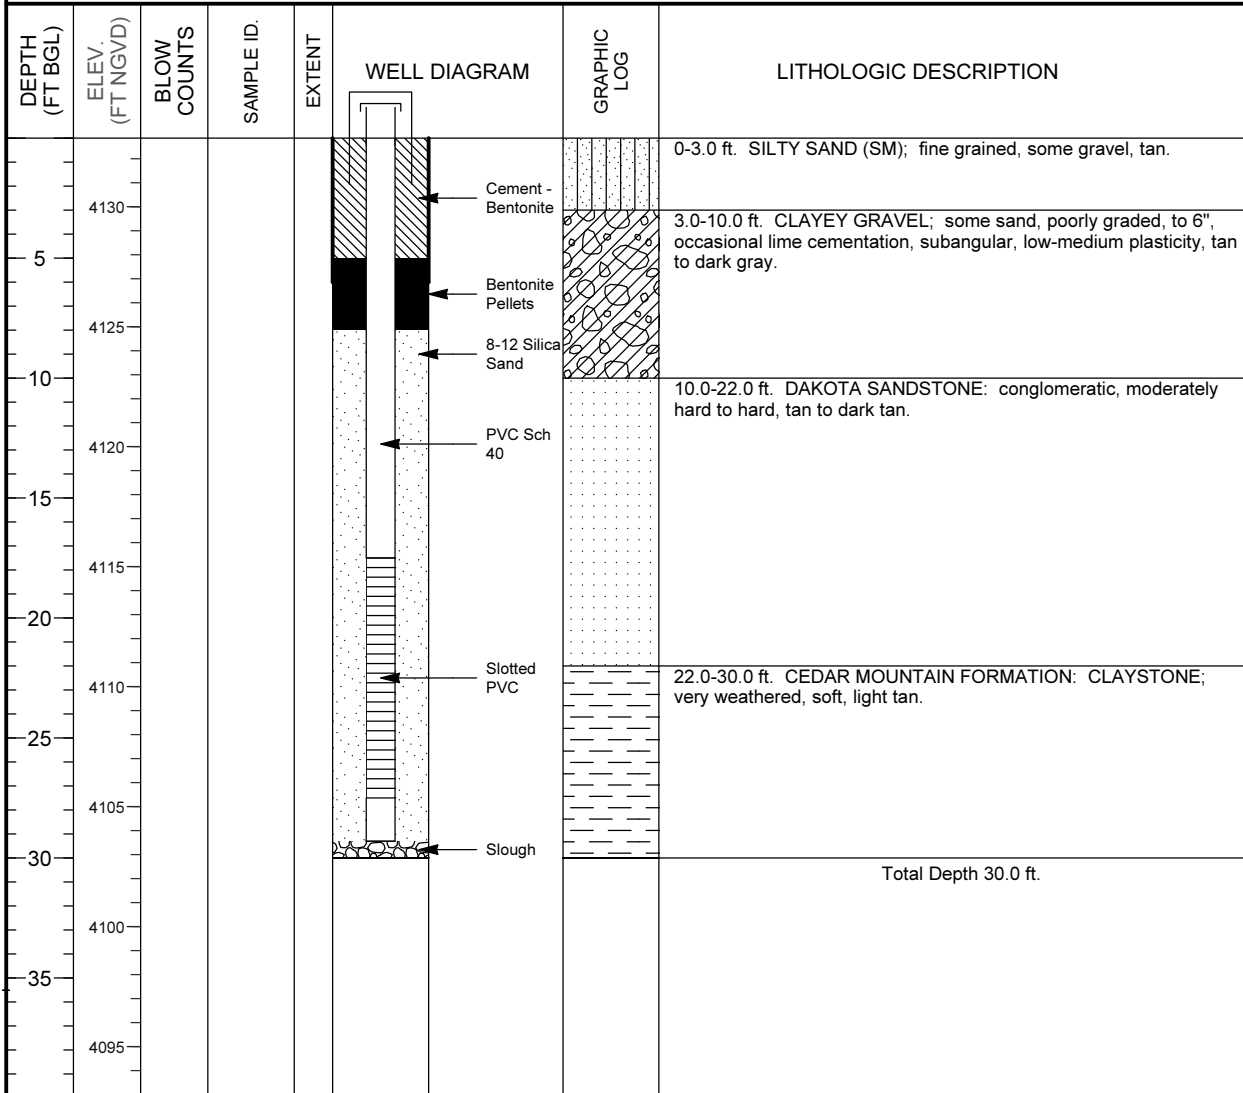 DEPTH
(FT BGL)
ELEV.
(FT NGVD)
BLOW
COUNTS
SAMPLE ID.
EXTENT
WELL DIAGRAM
GRAPHIC
LOG
LITHOLOGIC DESCRIPTION
0-3.0 ft. SILTY SAND (SM); fine grained, some gravel, tan.
Cement -
Bentonite
4130
3.0-10.0 ft. CLAYEY GRAVEL; some sand, poorly graded, to 6",
occasional lime cementation, subangular, low-medium plasticity, tan
to dark gray.
5
Bentonite
Pellets
4125
8-12 Silica
Sand
10
10.0-22.0 ft. DAKOTA SANDSTONE: conglomeratic, moderately
hard to hard, tan to dark tan.
PVC Sch
40
4120
15
4115
20
22.0-30.0 ft. CEDAR MOUNTAIN FORMATION: CLAYSTONE;
very weathered, soft, light tan.
Slotted
PVC
4110
25
4105
Slough
30
Total Depth 30.0 ft.
4100
35
4095